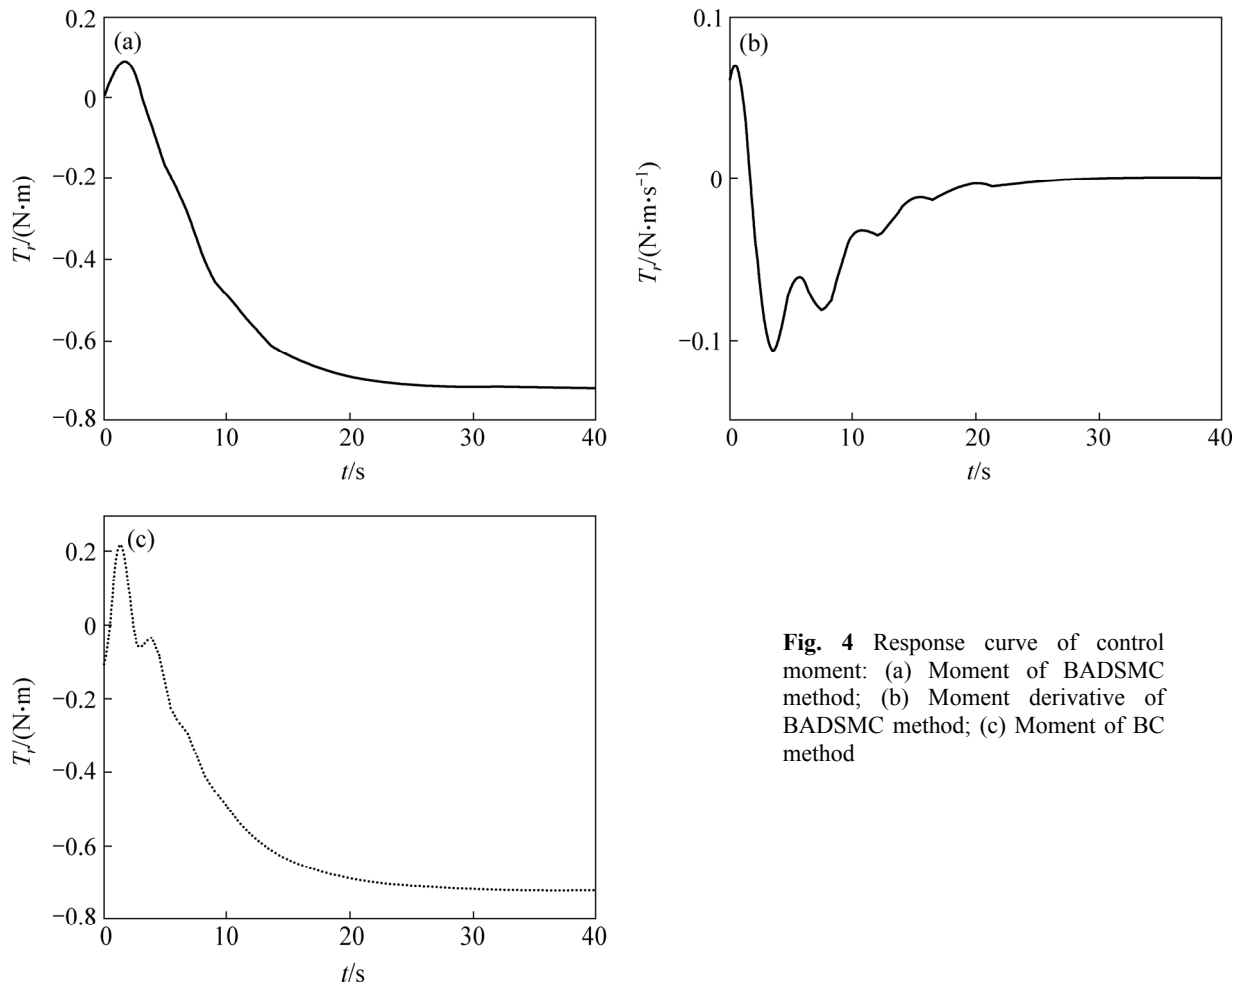 (a)
0.2
0
−0.2
−0.4
−0.6
−0.8
0 10 20 30 40
t/s
Tr/(N·m)
(b)
0.1
0
−0.1
0 10 20 30 40
t/s
Tr/(N·m·s−1)
(c)
0.2
0
−0.2
−0.4
−0.6
−0.8
0 10 20 30 40
t/s
Tr/(N·m)
Fig. 4 Response curve of control
moment: (a) Moment of BADSMC
method; (b) Moment derivative of
BADSMC method; (c) Moment of BC
method